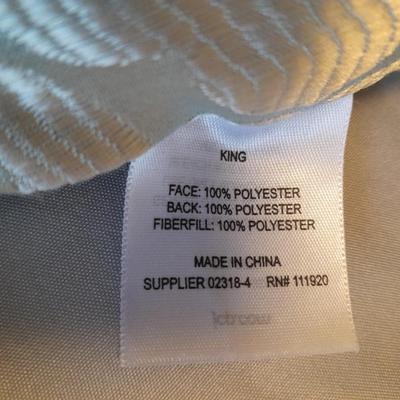 KING
FACE: 100% POLYESTER
BACK: 100% POLYESTER
FIBERFILL: 100% POLYESTER
MADE IN CHINA
SUPPLIER 02318-4 RN# 111920